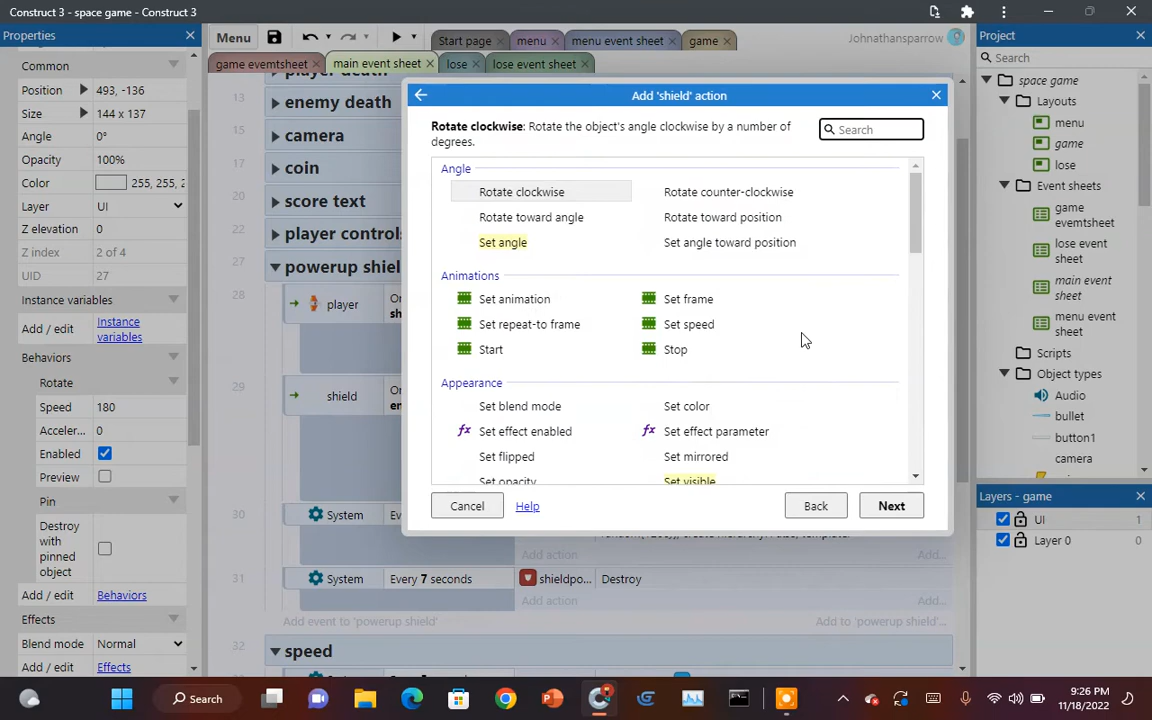 Construct 3 - space game - Construct 3
Properties
Menu
Start page
menu
menu event sheet
game
Johnathansparrow
game evemtsheet
main event sheet
lose
lose event sheet
Common
Position 493, -136
Size 144 x 137
Angle 0°
Opacity 100%
Color 255, 255, 2
Layer UI
Z elevation 0
Z index 2 of 4
UID 27
Instance variables
Add / edit Instance variables
Behaviors
Rotate
Speed 180
Acceler... 0
Enabled
Preview
Pin
Destroy with pinned object
Add / edit Behaviors
Effects
Blend mode Normal
Add / edit Effects
13 enemy death
15 camera
17 coin
20 score text
22 player controls
27 powerup shiel
28 player
29 shield
30 System
Add action Add...
31 System Every 7 seconds shieldpo... Destroy
Add action Add...
Add event to 'powerup shield' Add to 'powerup shield'...
32 speed
Add 'shield' action
Rotate clockwise: Rotate the object's angle clockwise by a number of
degrees.
Search
Angle
Rotate clockwise Rotate counter-clockwise
Rotate toward angle Rotate toward position
Set angle Set angle toward position
Animations
Set animation Set frame
Set repeat-to frame Set speed
Start Stop
Appearance
Set blend mode Set color
fx Set effect enabled fx Set effect parameter
Set flipped Set mirrored
Set opacity Set visible
Cancel Help Back Next
Project
Search
space game
Layouts
menu
game
lose
Event sheets
game evemtsheet
lose event sheet
main event sheet
menu event sheet
Scripts
Object types
Audio
bullet
button1
camera
Layers - game
UI 1
Layer 0 0
Search
9:26 PM
11/18/2022